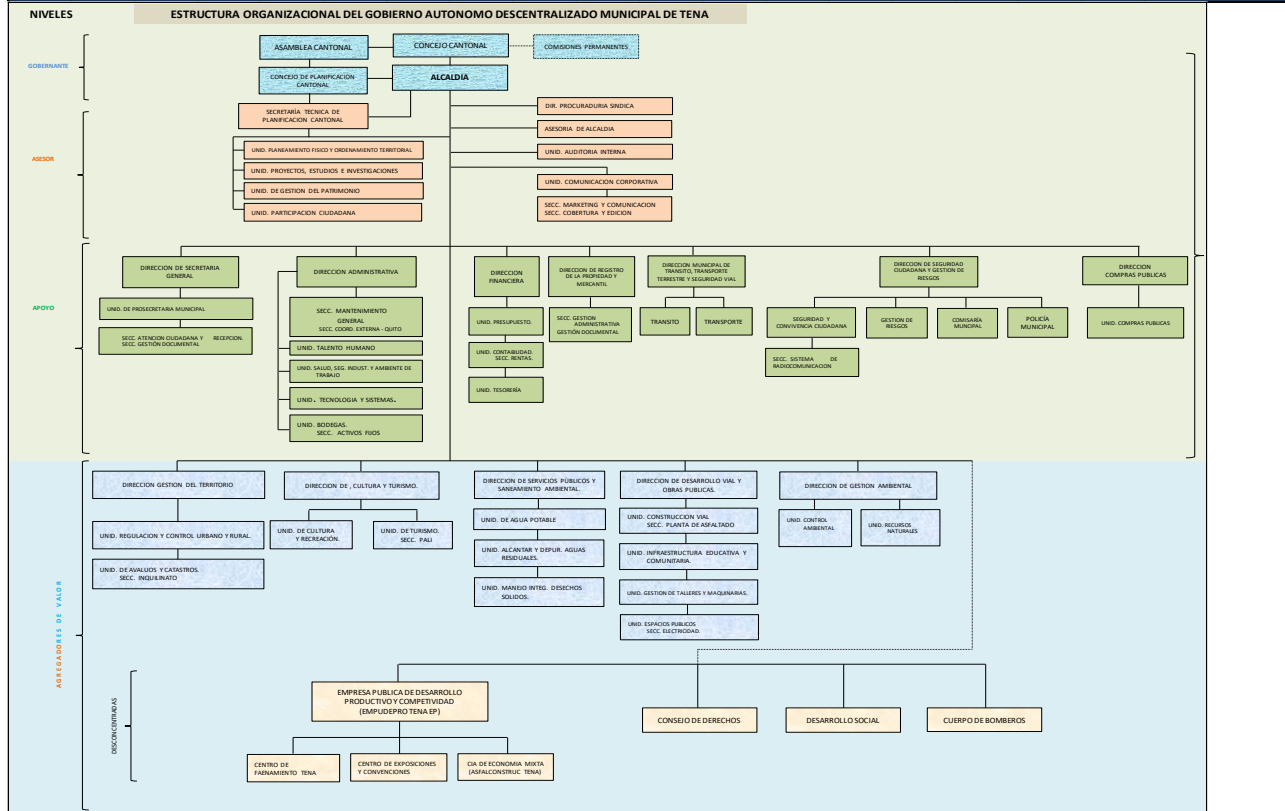 NIVELES
ESTRUCTURA ORGANIZACIONAL DEL GOBIERNO AUTONOMO DESCENTRALIZADO MUNICIPAL DE TENA
GOBERNANTE
ASAMBLEA CANTONAL
CONCEJO CANTONAL
COMISIONES PERMANENTES
CONCEJO DE PLANIFICACION
CANTONAL
ALCALDÍA
ASESOR
SECRETARÍA TECNICA DE
PLANIFICACION CANTONAL
UNID. PLANEAMIENTO FISICO Y ORDENAMIENTO TERRITORIAL
UNID. PROYECTOS, ESTUDIOS E INVESTIGACIONES
UNID. DE GESTION DEL PATRIMONIO
UNID. PARTICIPACION CIUDADANA
DIR. PROCURADURIA SINDICA
ASESORIA DE ALCALDIA
UNID. AUDITORIA INTERNA
UNID. COMUNICACION CORPORATIVA
SECC. MARKETING Y COMUNICACION
SECC. COBERTURA Y EDICION
APOYO
DIRECCION DE SECRETARIA
GENERAL
UNID. DE PROSECRETARIA MUNICIPAL
SECC. ATENCION CIUDADANA Y RECEPCION.
SECC. GESTIÓN DOCUMENTAL
DIRECCION ADMINISTRATIVA
SECC. MANTENIMIENTO
GENERAL
SECC. COORD. EXTERNA - QUITO
UNID. TALENTO HUMANO
UNID. SALUD, SEG. INDUST. Y AMBIENTE DE
TRABAJO
UNID. TECNOLOGIA Y SISTEMAS.
UNID. BODEGAS.
SECC. ACTIVOS FIJOS
DIRECCION
FINANCIERA
UNID. PRESUPUESTO.
UNID. CONTABILIDAD.
SECC. RENTAS.
UNID. TESORERÍA
DIRECCION DE REGISTRO
DE LA PROPIEDAD Y
MERCANTIL
SECC. GESTION
ADMINISTRATIVA
GESTIÓN DOCUMENTAL
DIRECCION MUNICIPAL DE
TRANSITO, TRANSPORTE
TERRESTRE Y SEGURIDAD VIAL
TRANSITO
TRANSPORTE
DIRECCION DE SEGURIDAD
CIUDADANA Y GESTION DE
RIESGOS
SEGURIDAD Y
CONVIVENCIA CIUDADANA
SECC. SISTEMA DE
RADIOCOMUNICACION
GESTION DE
RIESGOS
COMISARÍA
MUNCIPAL
POLICÍA
MUNICIPAL
DIRECCION
COMPRAS PUBLICAS
UNID. COMPRAS PUBLICAS
AGREGADORES DE VALOR
DIRECCION GESTION DEL TERRITORIO
UNID. REGULACION Y CONTROL URBANO Y RURAL.
UNID. DE AVALUOS Y CATASTROS.
SECC. INQUILINATO
DIRECCION DE , CULTURA Y TURISMO.
UNID. DE CULTURA
Y RECREACIÓN.
UNID. DE TURISMO.
SECC. PALI
DIRECCION DE SERVICIOS PÚBLICOS Y
SANEAMIENTO AMBIENTAL.
UNID. DE AGUA POTABLE
UNID. ALCANTAR Y DEPUR. AGUAS
RESIDUALES.
UNID. MANEJO INTEG. DESECHOS
SOLIDOS.
DIRECCION DE DESARROLLO VIAL Y
OBRAS PUBLICAS.
UNID. CONSTRUCCION VIAL
SECC. PLANTA DE ASFALTADO
UNID. INFRAESTRUCTURA EDUCATIVA Y
COMUNITARIA.
UNID. GESTION DE TALLERES Y MAQUINARIAS.
UNID. ESPACIOS PUBLICOS
SECC. ELECTRICIDAD.
DIRECCION DE GESTION AMBIENTAL
UNID. CONTROL
AMBIENTAL
UNID. RECURSOS
NATURALES
DESCONCENTRADAS
EMPRESA PUBLICA DE DESARROLLO
PRODUCTIVO Y COMPETIVIDAD
(EMPUDEPRO TENA EP)
CENTRO DE
FAENAMIENTO TENA
CENTRO DE EXPOSICIONES
Y CONVENCIONES
CIA DE ECONOMIA MIXTA
(ASFALCONSTRUC TENA)
CONSEJO DE DERECHOS
DESARROLLO SOCIAL
CUERPO DE BOMBEROS